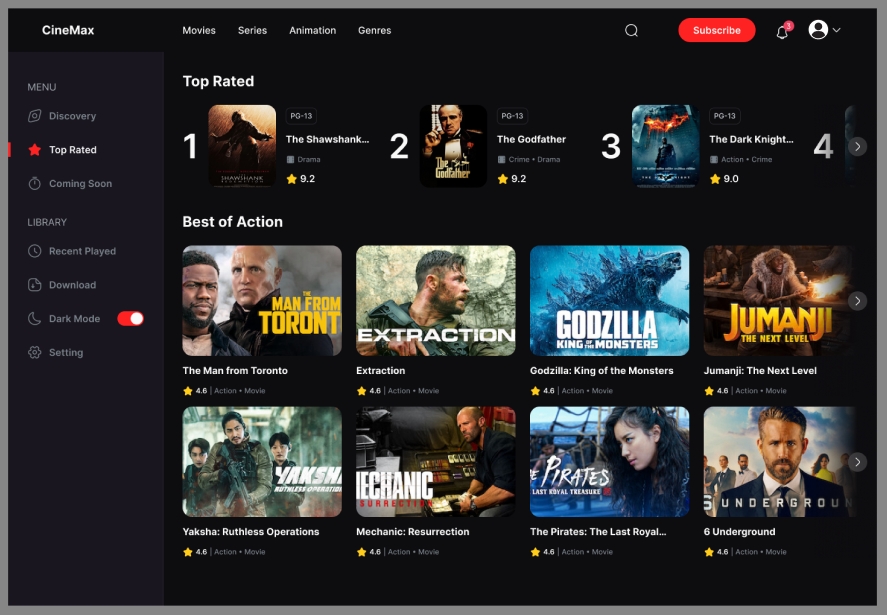 CineMax
Movies
Series
Animation
Genres
Subscribe
3
MENU
Discovery
Top Rated
Coming Soon
LIBRARY
Recent Played
Download
Dark Mode
Setting
Top Rated
1
SHAWSHANK
PG-13
The Shawshank...
Drama
9.2
2
The
Godfather
PG-13
The Godfather
Crime • Drama
9.2
3
PG-13
The Dark Knight...
Action • Crime
9.0
4
Best of Action
THE
MAN FROM
TORONT
The Man from Toronto
4.6 | Action • Movie
EXTRACTION
Extraction
4.6 | Action • Movie
GODZILLA
KING OF THE MONSTERS
Godzilla: King of the Monsters
4.6 | Action • Movie
JUMANJI
THE NEXT LEVEL
Jumanji: The Next Level
4.6 | Action • Movie
YAKSH
RUTHLESS OPERATIO
Yaksha: Ruthless Operations
4.6 | Action • Movie
MECHANIC
SURRECTIO
Mechanic: Resurrection
4.6 | Action • Movie
E PIRATES
LAST ROYAL TREASURE
The Pirates: The Last Royal...
4.6 | Action • Movie
6 UNDERGROUN
6 Underground
4.6 | Action • Movie